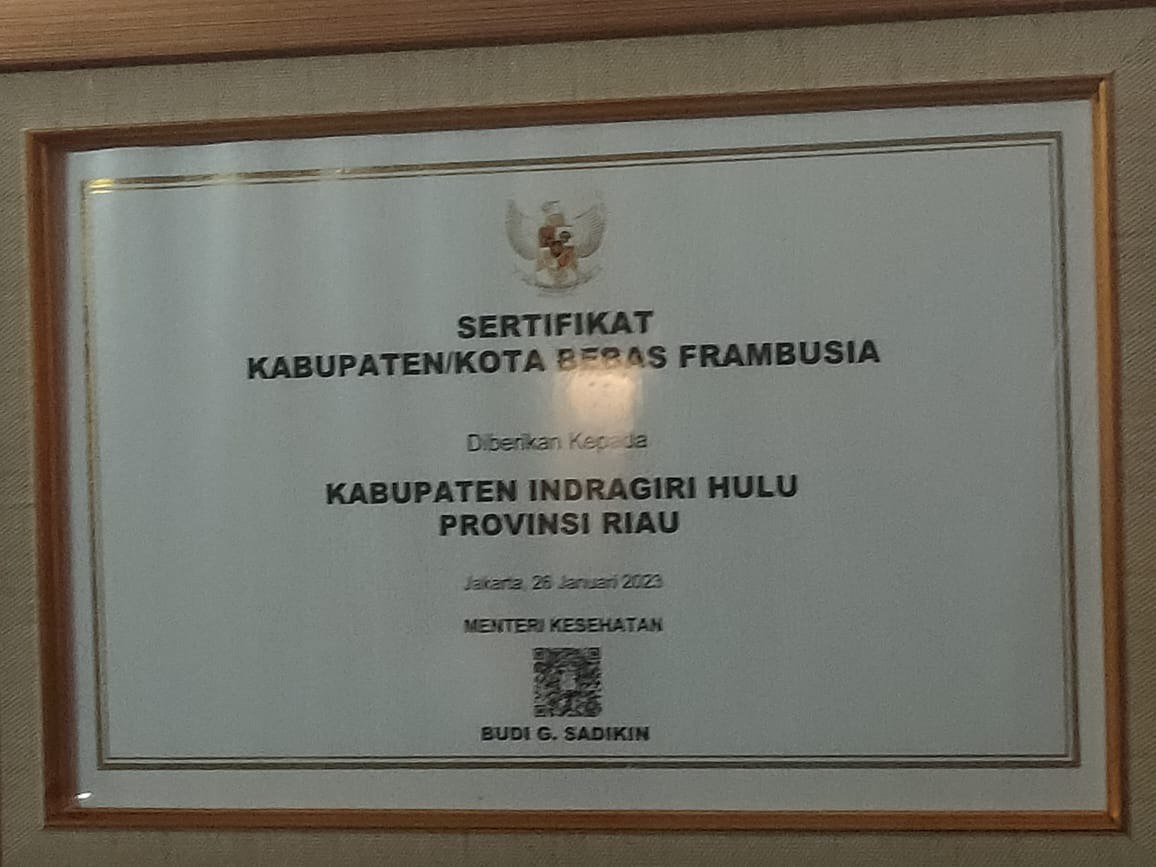 SERTIFIKAT
KABUPATEN/KOTA BEBAS FRAMBUSIA
Diberikan Kepada
KABUPATEN INDRAGIRI HULU
PROVINSI RIAU
Jakarta, 26 Januari 2023
MENTERI KESEHATAN
BUDI G. SADIKIN